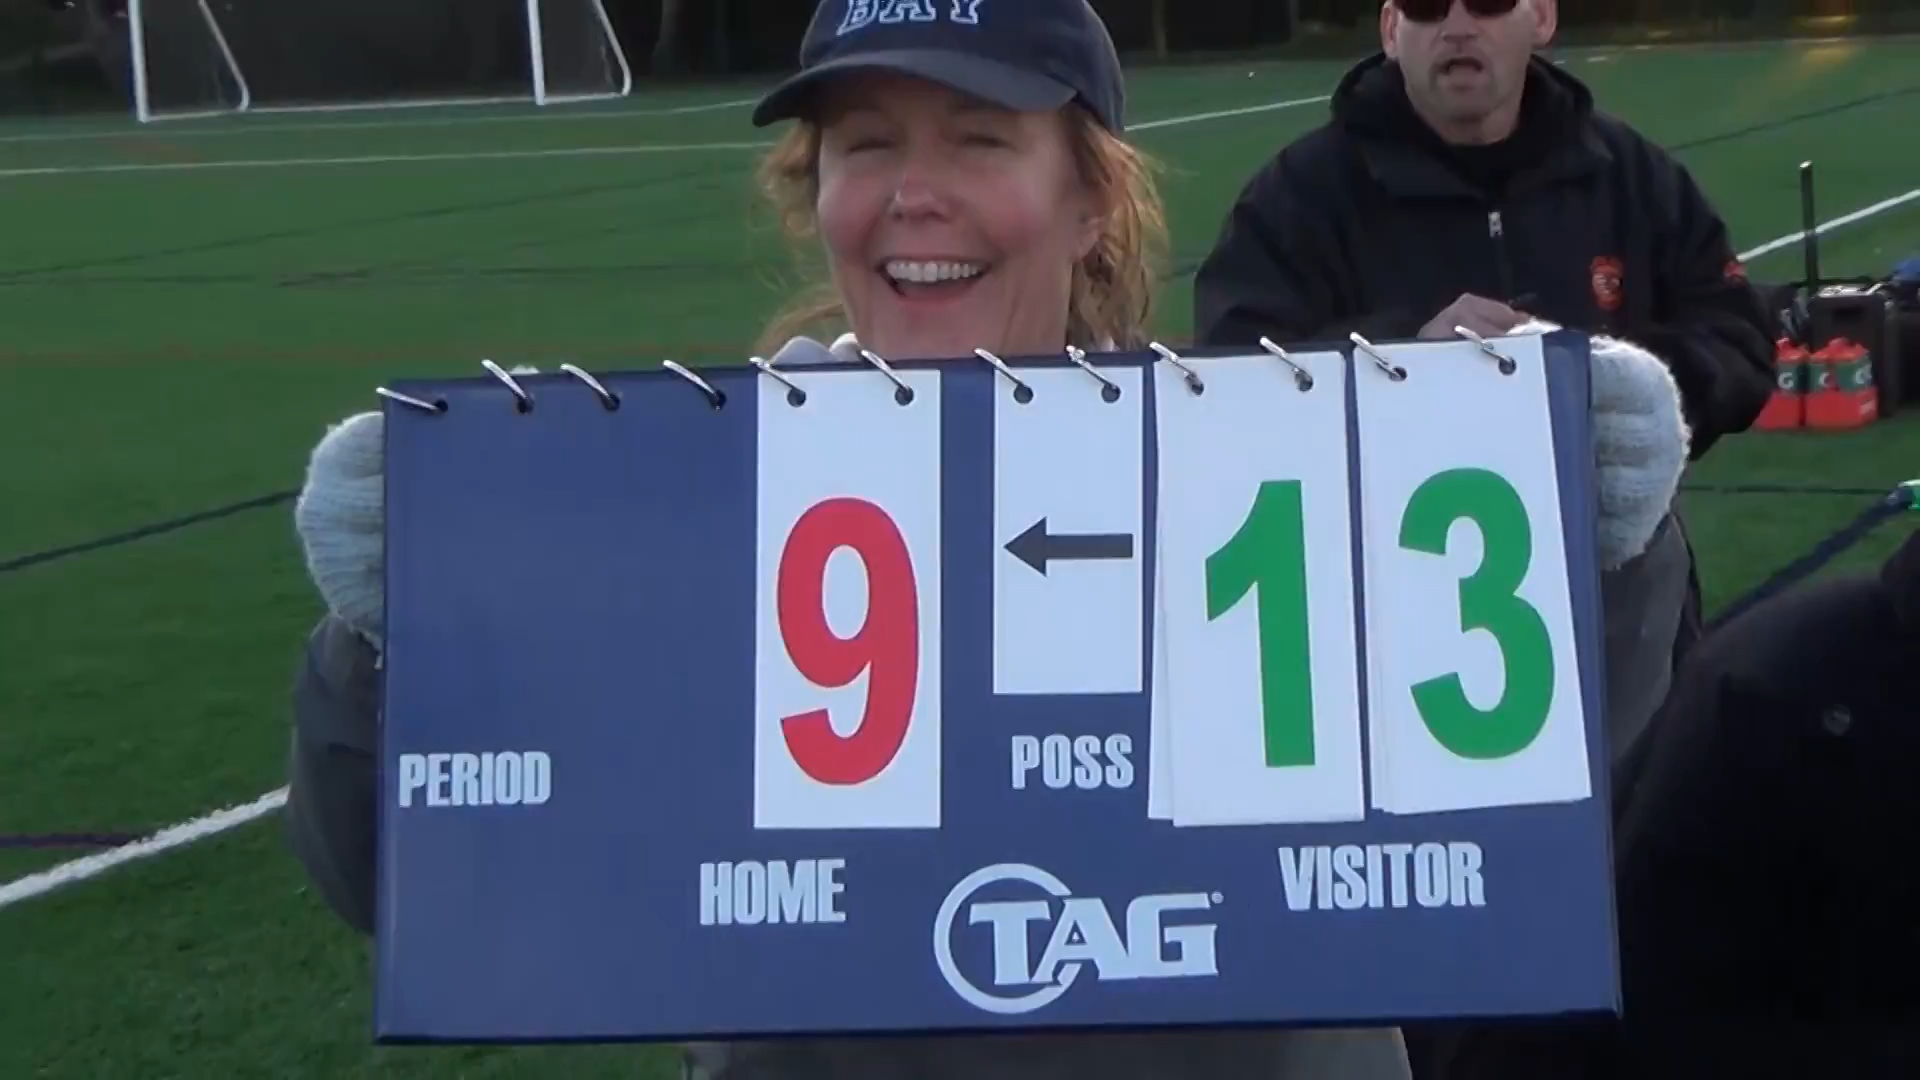 BAY
9 13
PERIOD
POSS
HOME
VISITOR
TAG
G
G
G